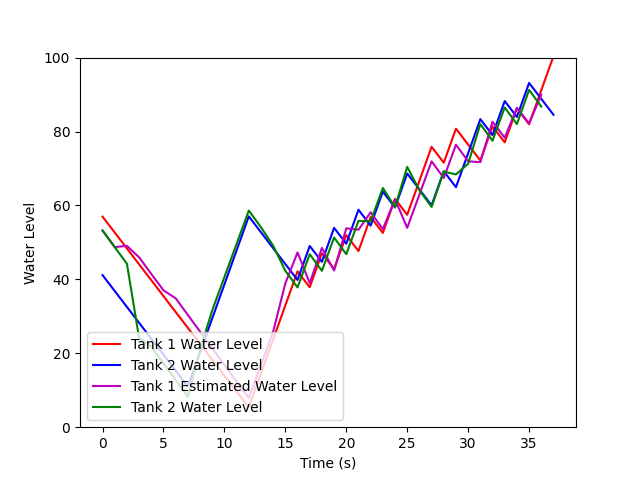 100
80
60
40
20
0
Water Level
Tank 1 Water Level
Tank 2 Water Level
Tank 1 Estimated Water Level
Tank 2 Water Level
0 5 10 15 20 25 30 35
Time (s)